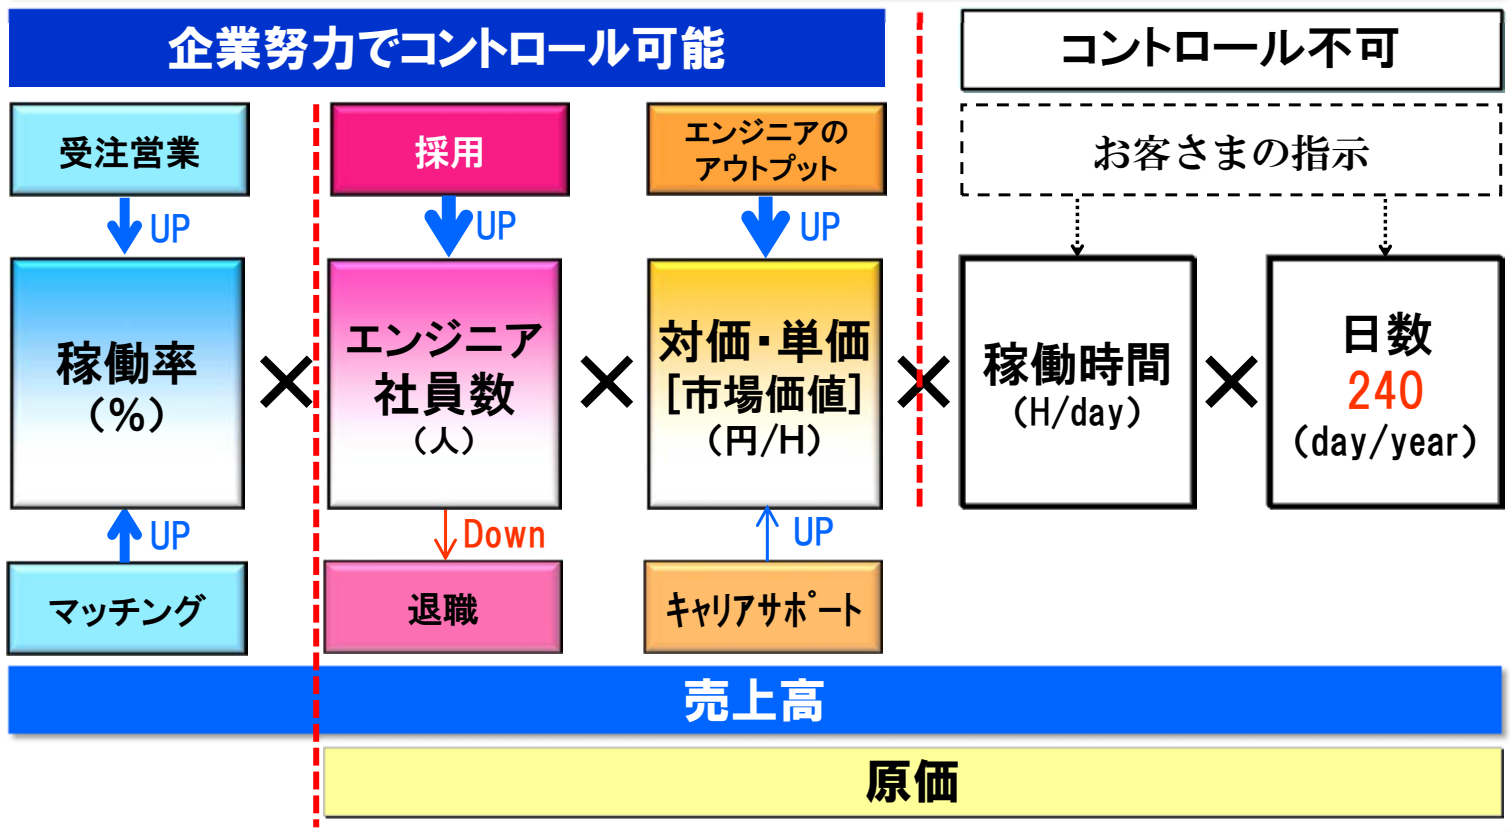 企業努力でコントロール可能
コントロール不可
受注営業
採用
エンジニアの
アウトプット
お客さまの指示
UP
UP
UP
稼働率
(%)
×
エンジニア
社員数
(人)
×
対価・単価
[市場価値]
(円/H)
×
稼働時間
(H/day)
×
日数
240
(day/year)
UP
Down
UP
マッチング
退職
キャリアサポート
売上高
原価